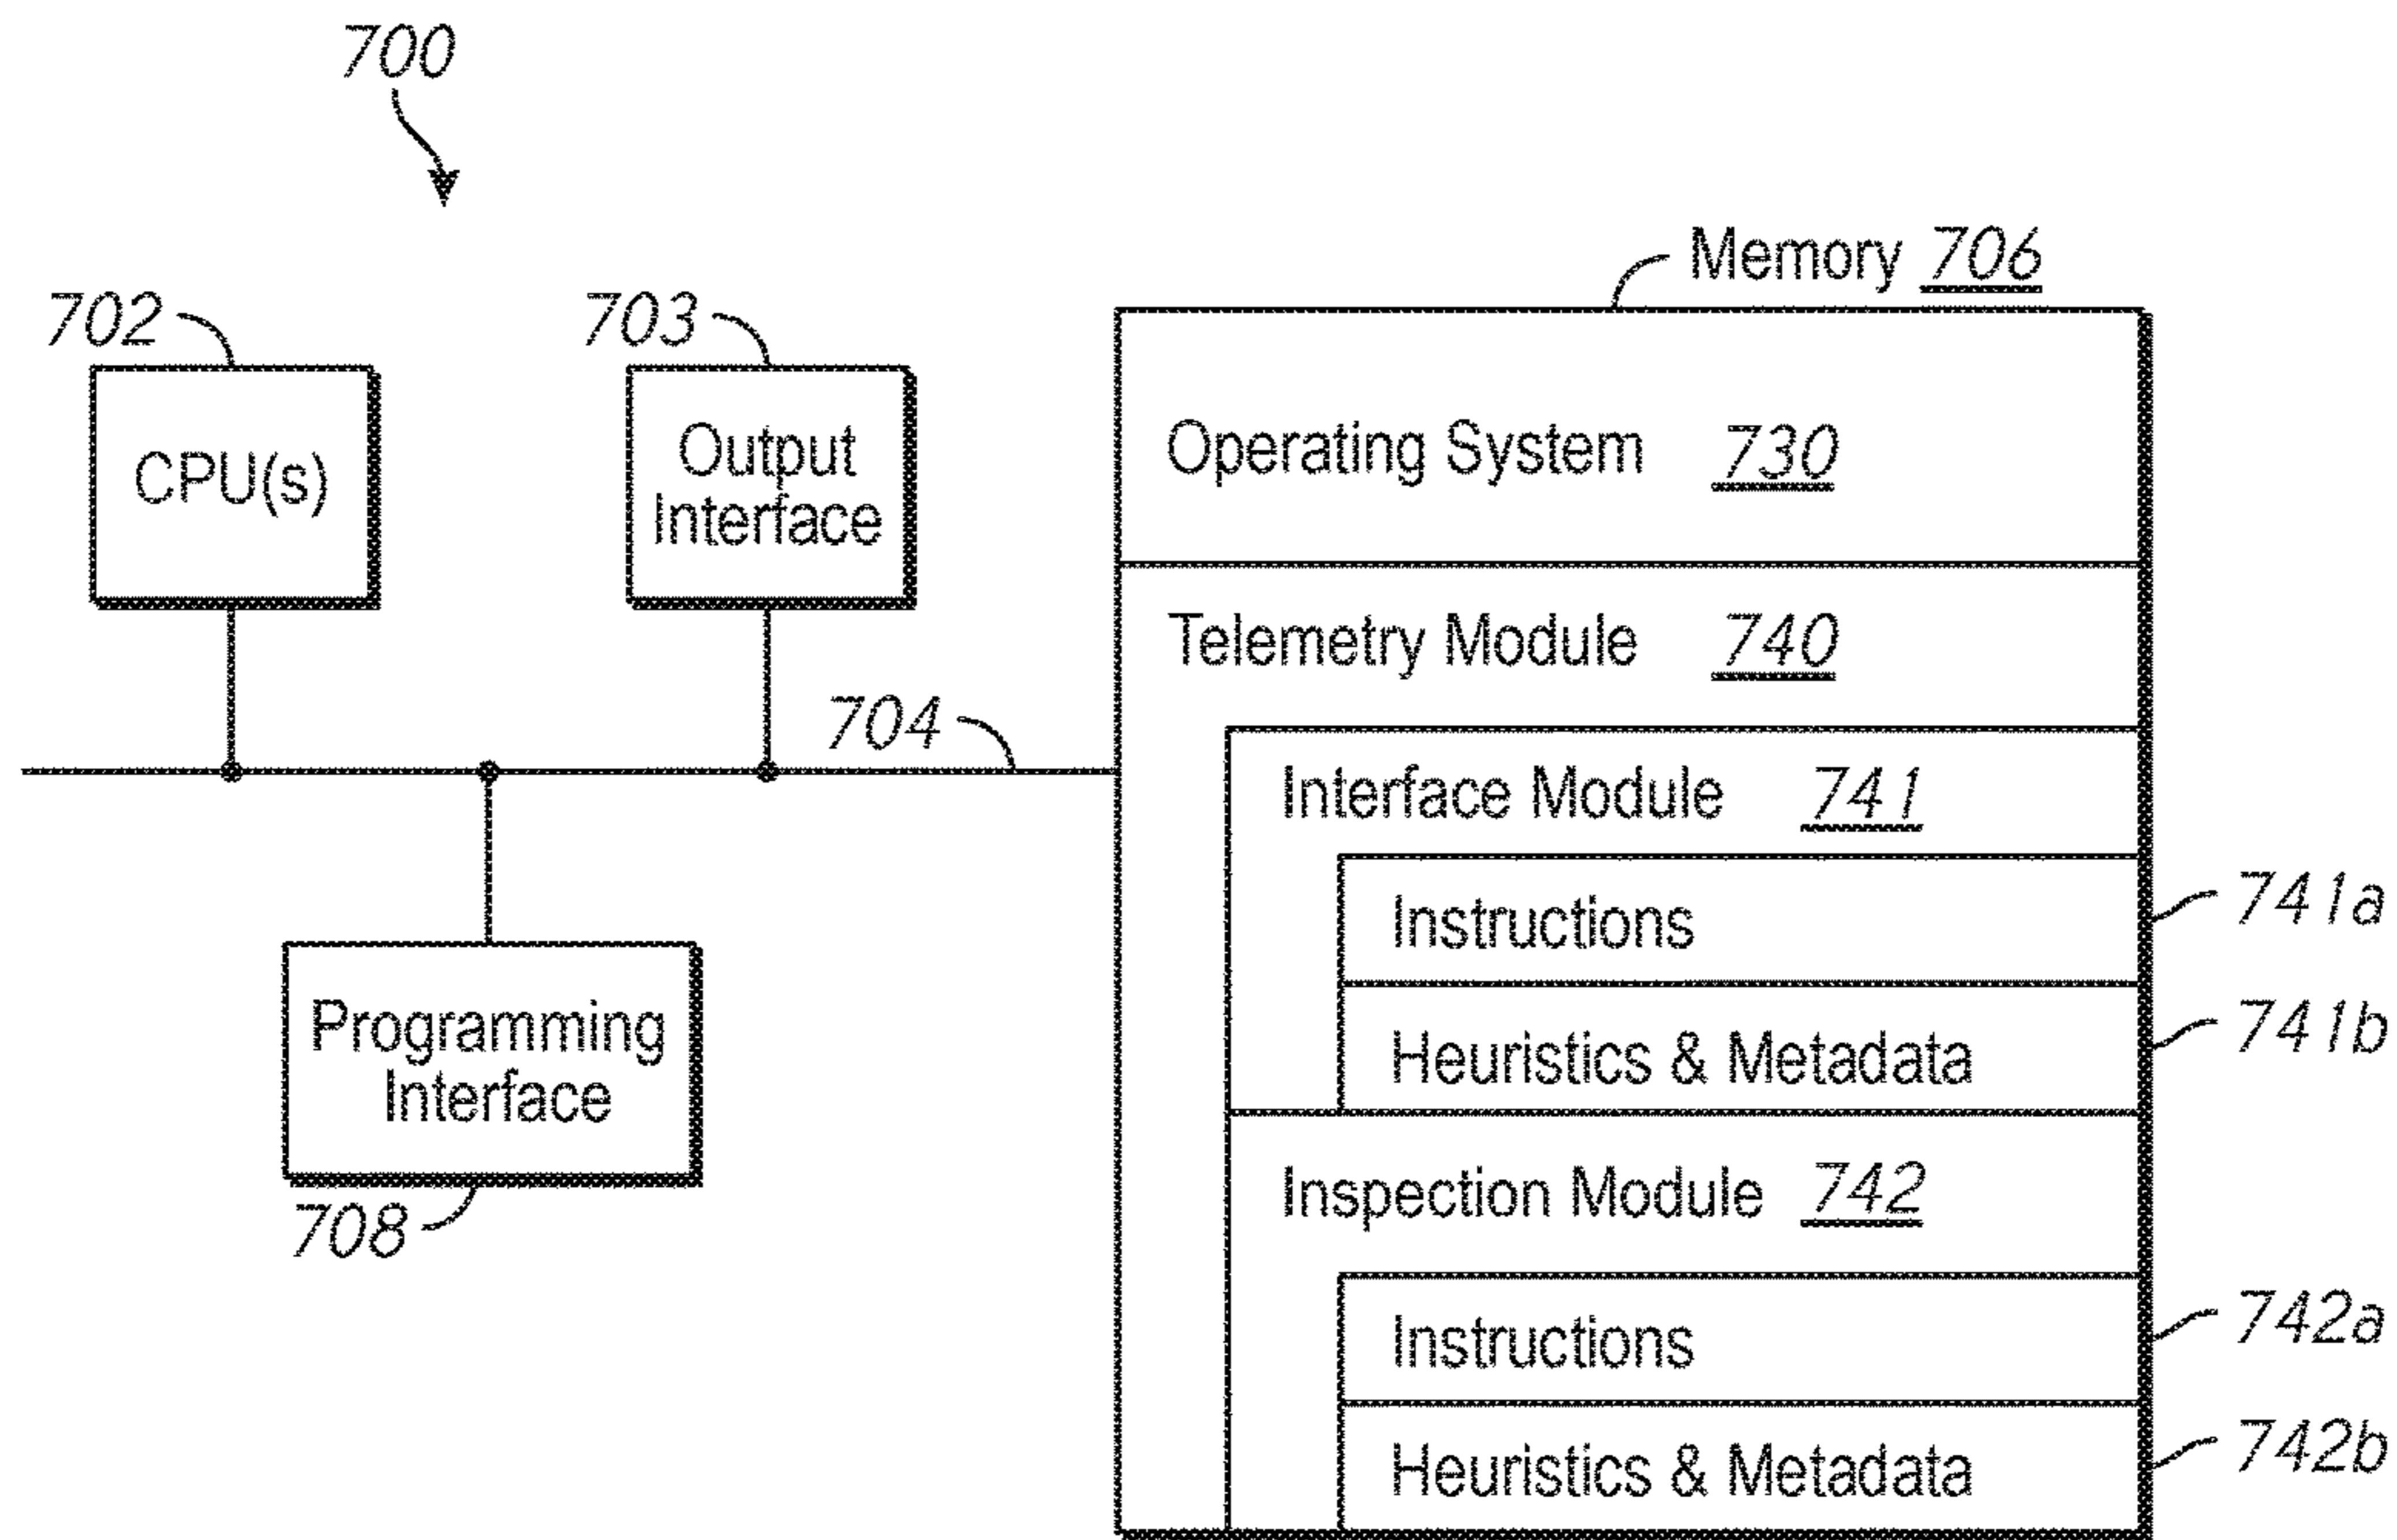 700
Memory 706
702
703
CPU(s)
Output
Interface
Operating System 730
Telemetry Module 740
704
Interface Module 741
Instructions
741a
Heuristics & Metadata
741b
Programming
Interface
708
Inspection Module 742
Instructions
742a
Heuristics & Metadata
742b